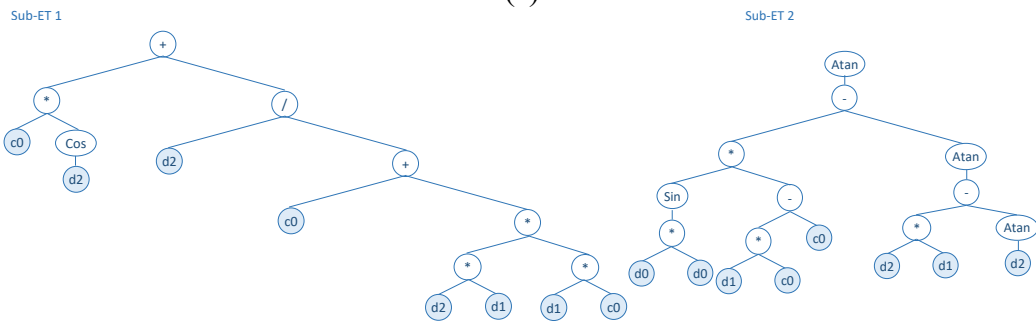 Sub-ET 1 Sub-ET 2
+
Atan
* / -
c0 Cos d2 + * Atan
d2 Sin - -
c0 * * * c0 * Atan
* * d0 d0 d1 c0 d2 d1 d2
d2 d1 d1 c0